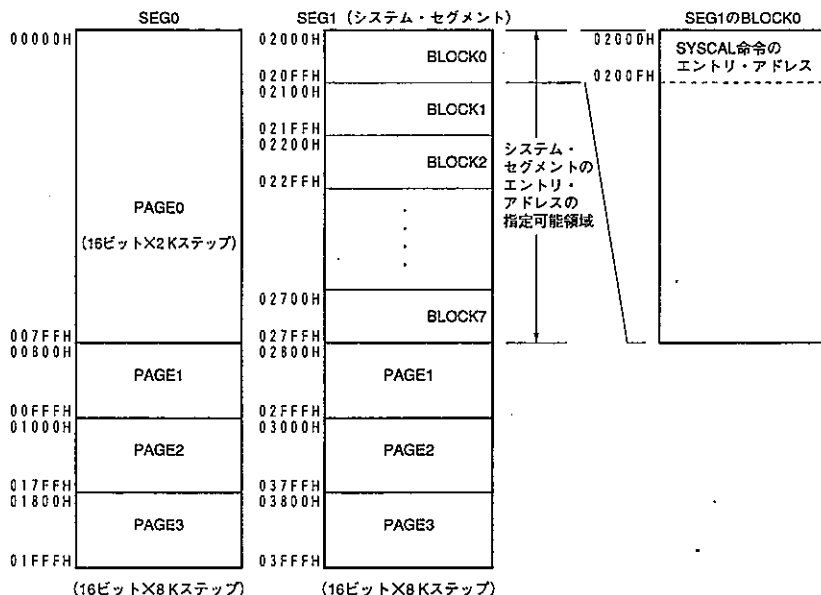 SEG0
00000H
PAGE0
(16ビット×2Kステップ)
007FFH
00800H
PAGE1
00FFFH
01000H
PAGE2
017FFH
01800H
PAGE3
01FFFH
(16ビット×8Kステップ)
SEG1(システム・セグメント)
02000H
BLOCK0
020FFH
02100H
BLOCK1
021FFH
02200H
BLOCK2
022FFH
02700H
BLOCK7
027FFH
02800H
PAGE1
02FFFH
03000H
PAGE2
037FFH
03800H
PAGE3
03FFFH
(16ビット×8Kステップ)
システム・
セグメントの
エントリ・
アドレスの
指定可能領域
SEG1のBLOCK0
02000H
SYSCAL命令の
エントリ・アドレス
0200FH